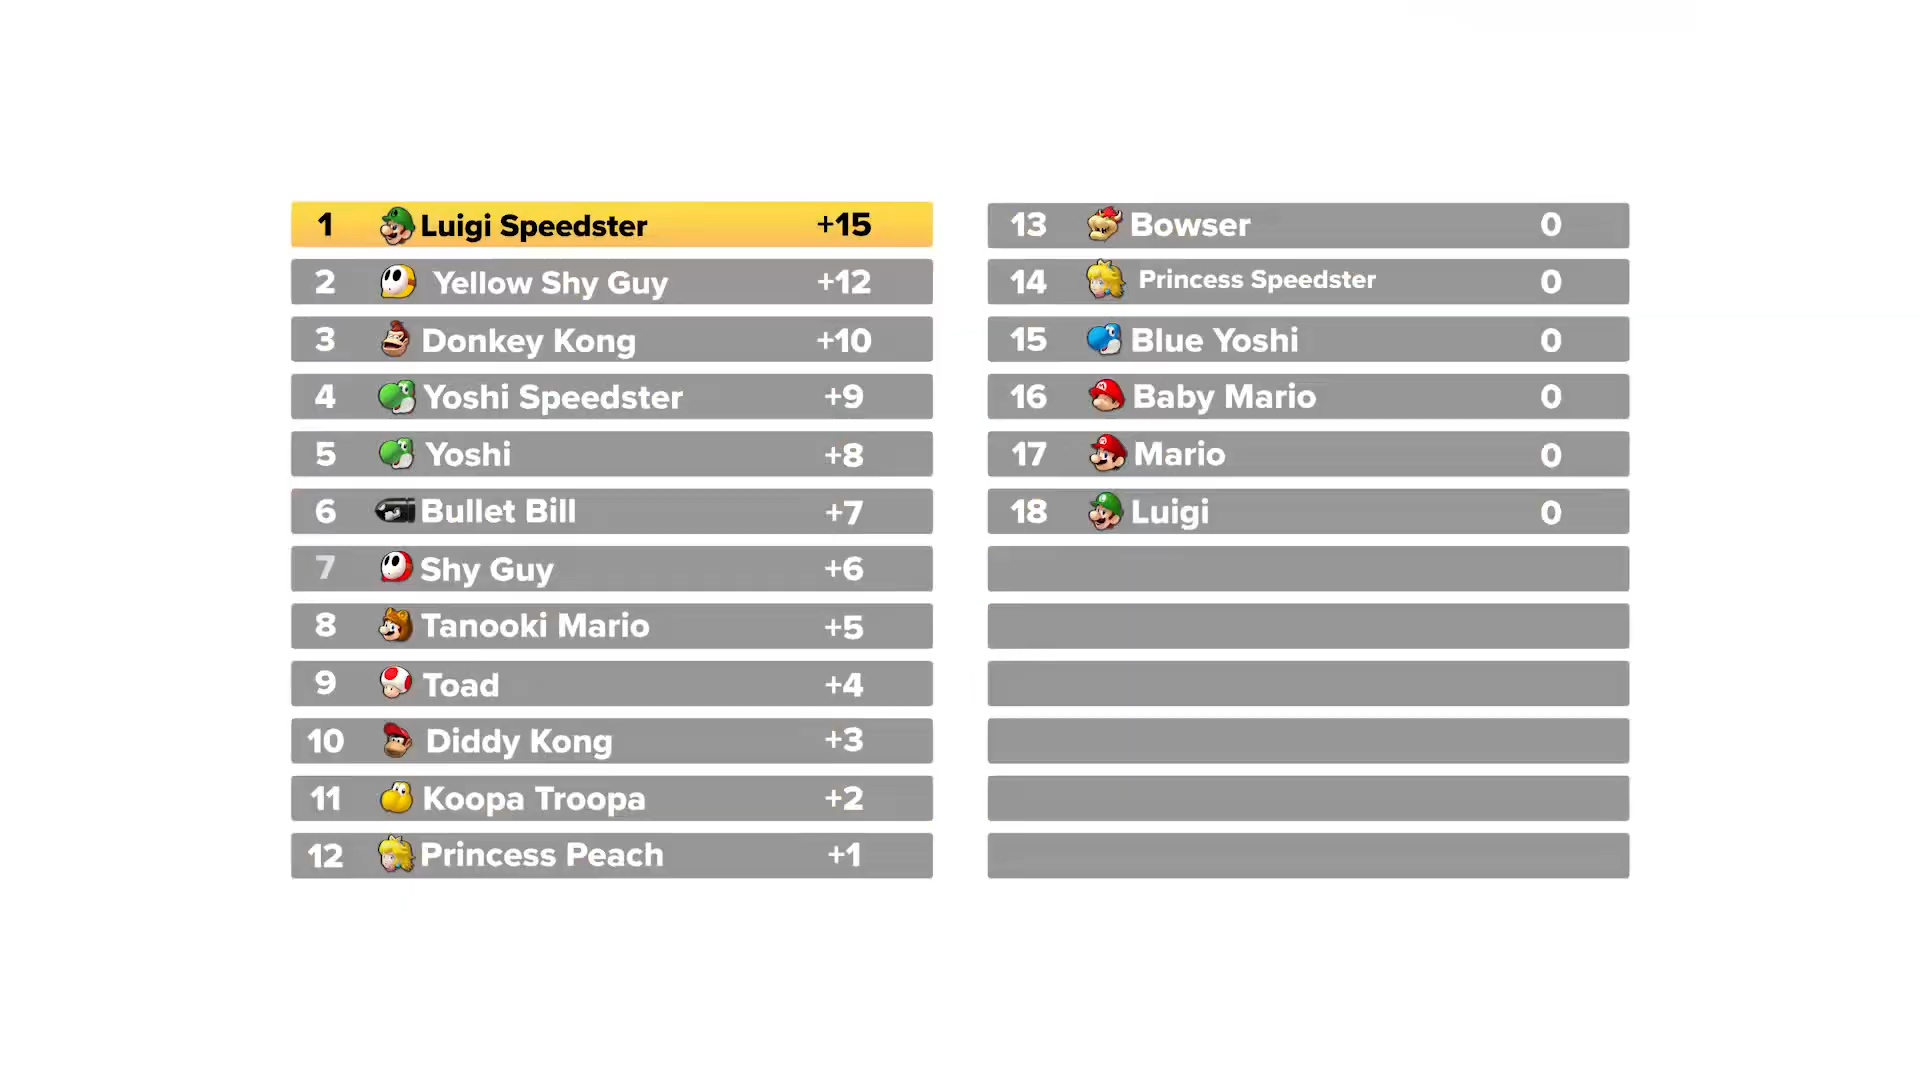 1 Luigi Speedster +15
2 Yellow Shy Guy +12
3 Donkey Kong +10
4 Yoshi Speedster +9
5 Yoshi +8
6 Bullet Bill +7
7 Shy Guy +6
8 Tanooki Mario +5
9 Toad +4
10 Diddy Kong +3
11 Koopa Troopa +2
12 Princess Peach +1
13 Bowser 0
14 Princess Speedster 0
15 Blue Yoshi 0
16 Baby Mario 0
17 Mario 0
18 Luigi 0